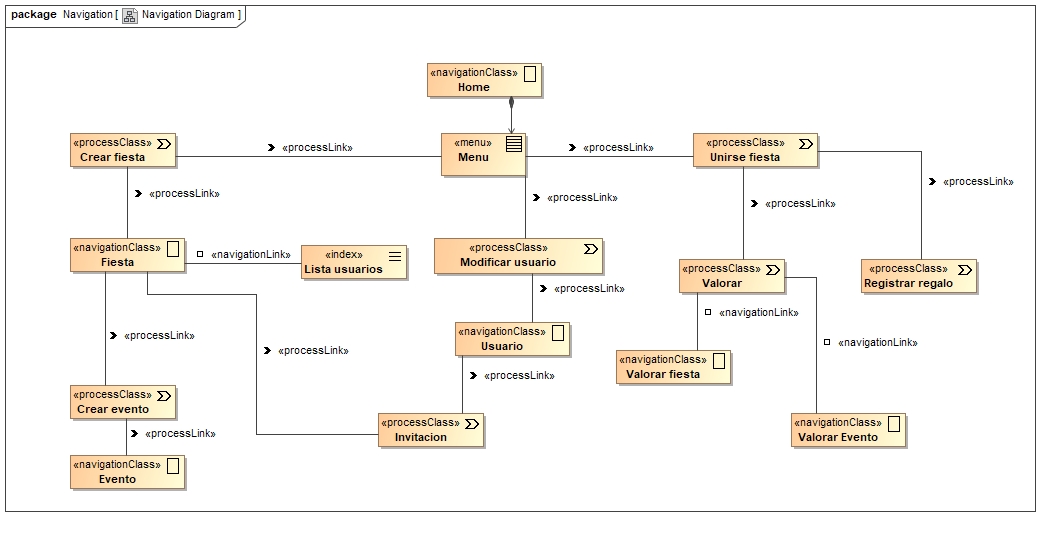 package Navigation [ Navigation Diagram ]
«navigationClass»
Home
«processClass»
Crear fiesta
«processLink»
«menu»
Menu
«processLink»
«processClass»
Unirse fiesta
«processLink»
«processLink»
«processLink»
«processLink»
«navigationClass»
Fiesta
«navigationLink»
«index»
Lista usuarios
«processClass»
Modificar usuario
«processClass»
Valorar
«processClass»
Registrar regalo
«processLink»
«navigationLink»
«navigationLink»
«processLink»
«processLink»
«navigationClass»
Usuario
«processLink»
«navigationClass»
Valorar fiesta
«processClass»
Crear evento
«processLink»
«processClass»
Invitacion
«navigationClass»
Valorar Evento
«navigationClass»
Evento